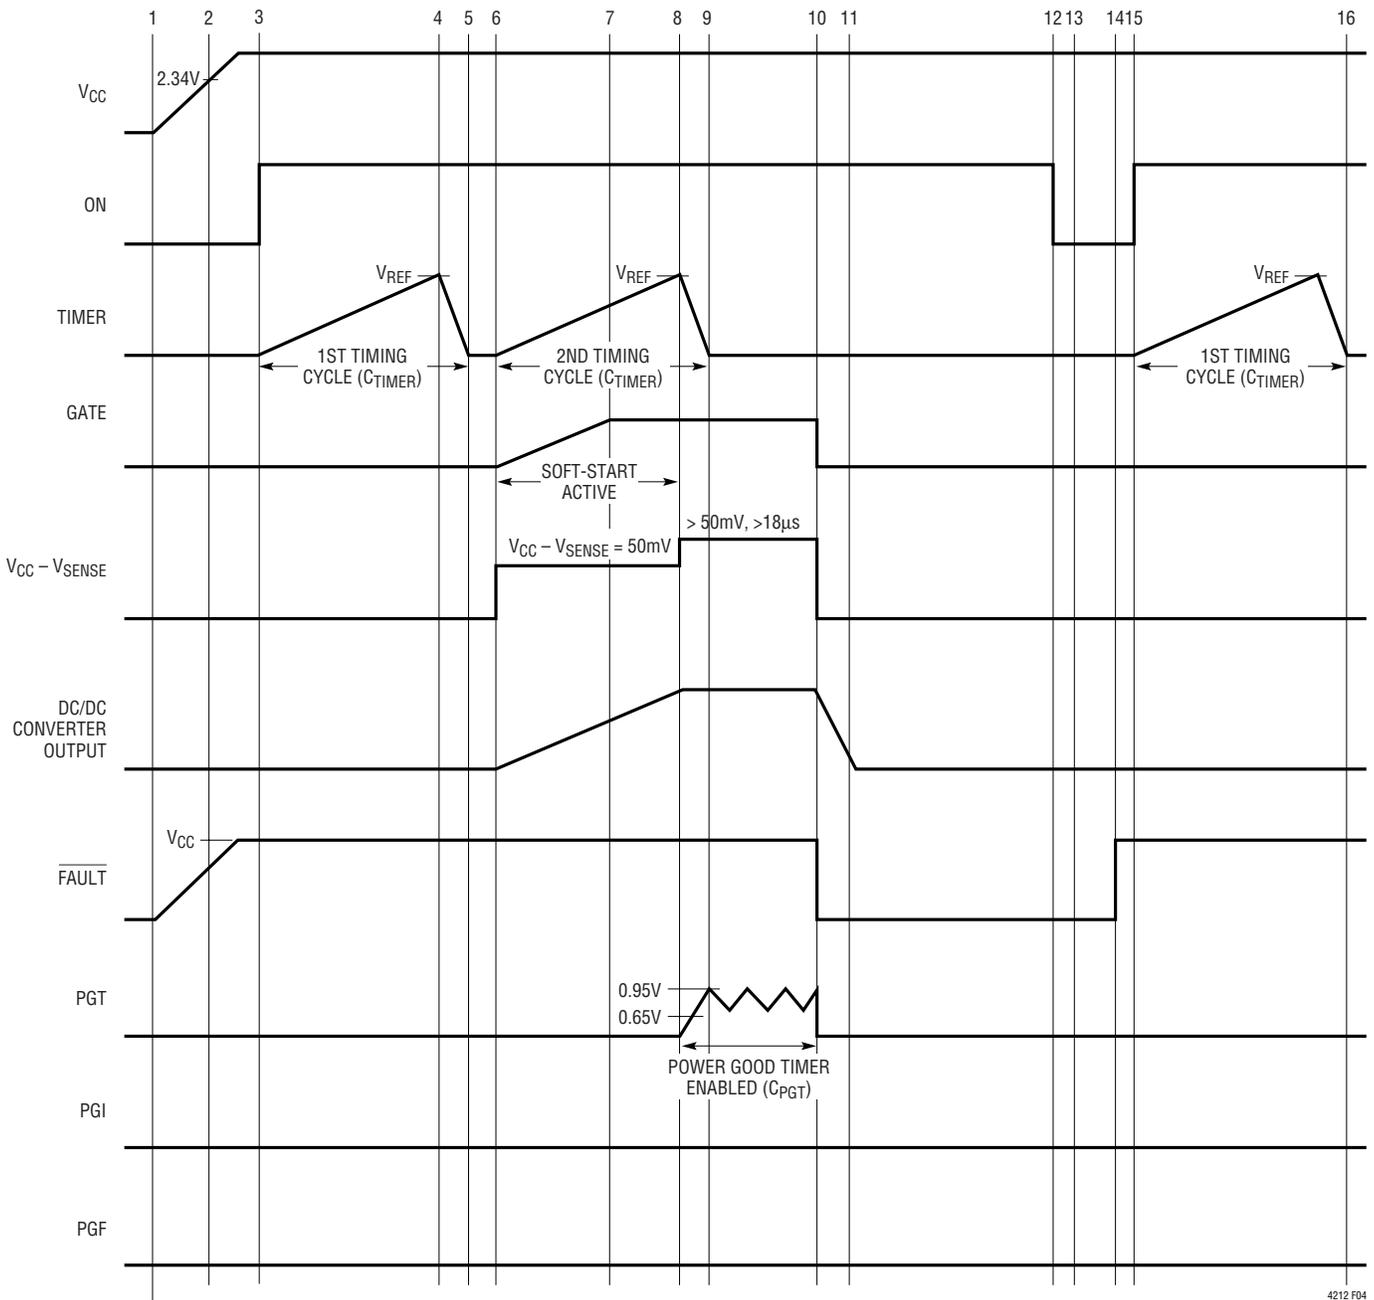 1 2 3 4 5 6 7 8 9 10 11 12 13 14 15 16
2.34V
VCC
ON
VREF VREF VREF
TIMER
1ST TIMING
CYCLE (CTIMER)
2ND TIMING
CYCLE (CTIMER)
1ST TIMING
CYCLE (CTIMER)
GATE
SOFT-START
ACTIVE
> 50mV, >18µs
VCC – VSENSE = 50mV
VCC – VSENSE
DC/DC
CONVERTER
OUTPUT
VCC
FAULT
0.95V
PGT
0.65V
POWER GOOD TIMER
ENABLED (CPGT)
PGI
PGF
4212 F04